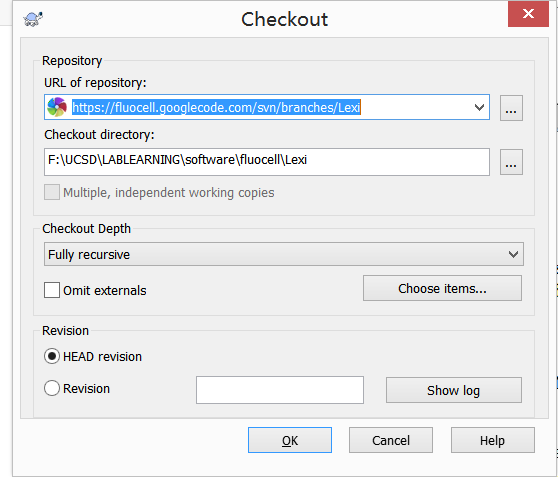 Checkout
Repository
URL of repository:
https://fluocell.googlecode.com/svn/branches/Lexi
...
Checkout directory:
F:\UCSD\LABLEARNING\software\fluocell\Lexi
...
Multiple, independent working copies
Checkout Depth
Fully recursive
Omit externals
Choose items...
Revision
HEAD revision
Revision
Show log
OK
Cancel
Help